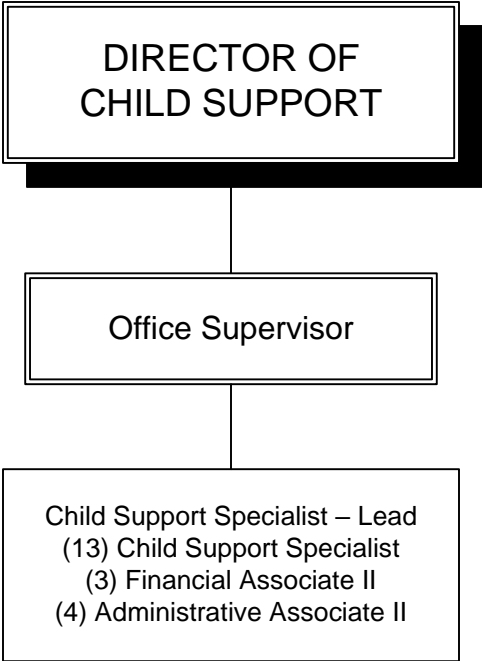 DIRECTOR OF
CHILD SUPPORT
Office Supervisor
Child Support Specialist – Lead
(13) Child Support Specialist
(3) Financial Associate II
(4) Administrative Associate II